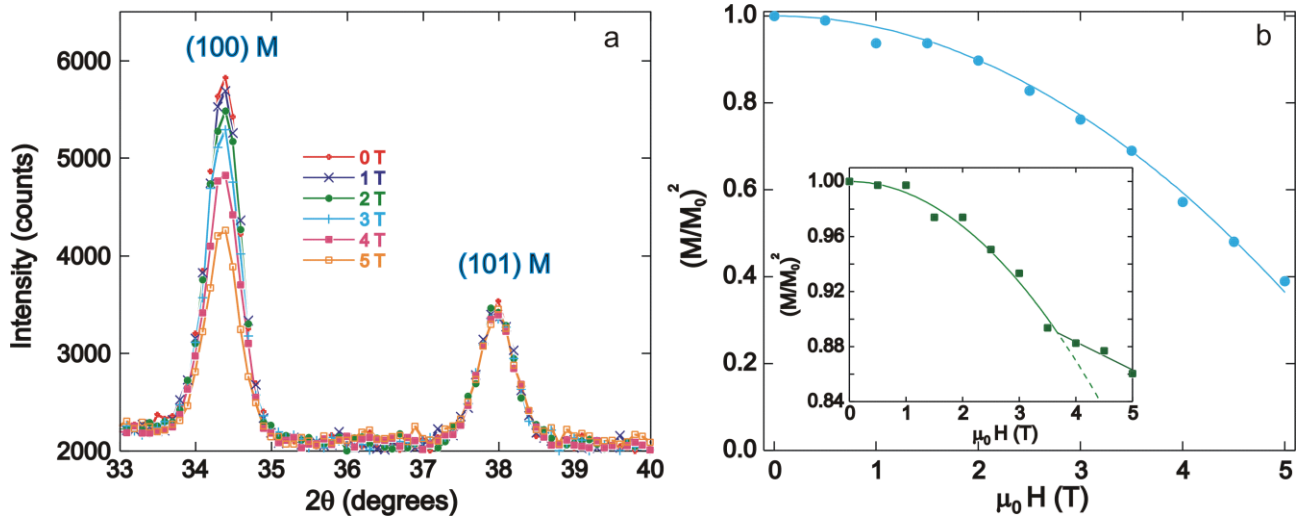 a
(100) M
6000
5000
4000
3000
2000
Intensity (counts)
0 T
1 T
2 T
3 T
4 T
5 T
(101) M
33
34
35
36
37
38
39
40
2θ (degrees)
b
1.0
0.8
0.6
0.4
0.2
0.0
(M/M₀)²
0
1
2
3
4
5
μ₀ H (T)
1.00
0.96
0.92
0.88
0.84
(M/M₀)²
0
1
2
3
4
5
μ₀ H (T)